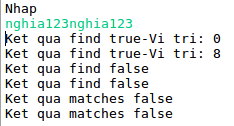 Nhap
nghia123nghia123
Ket qua find true-Vi tri: 0
Ket qua find true-Vi tri: 8
Ket qua find false
Ket qua find false
Ket qua matches false
Ket qua matches false